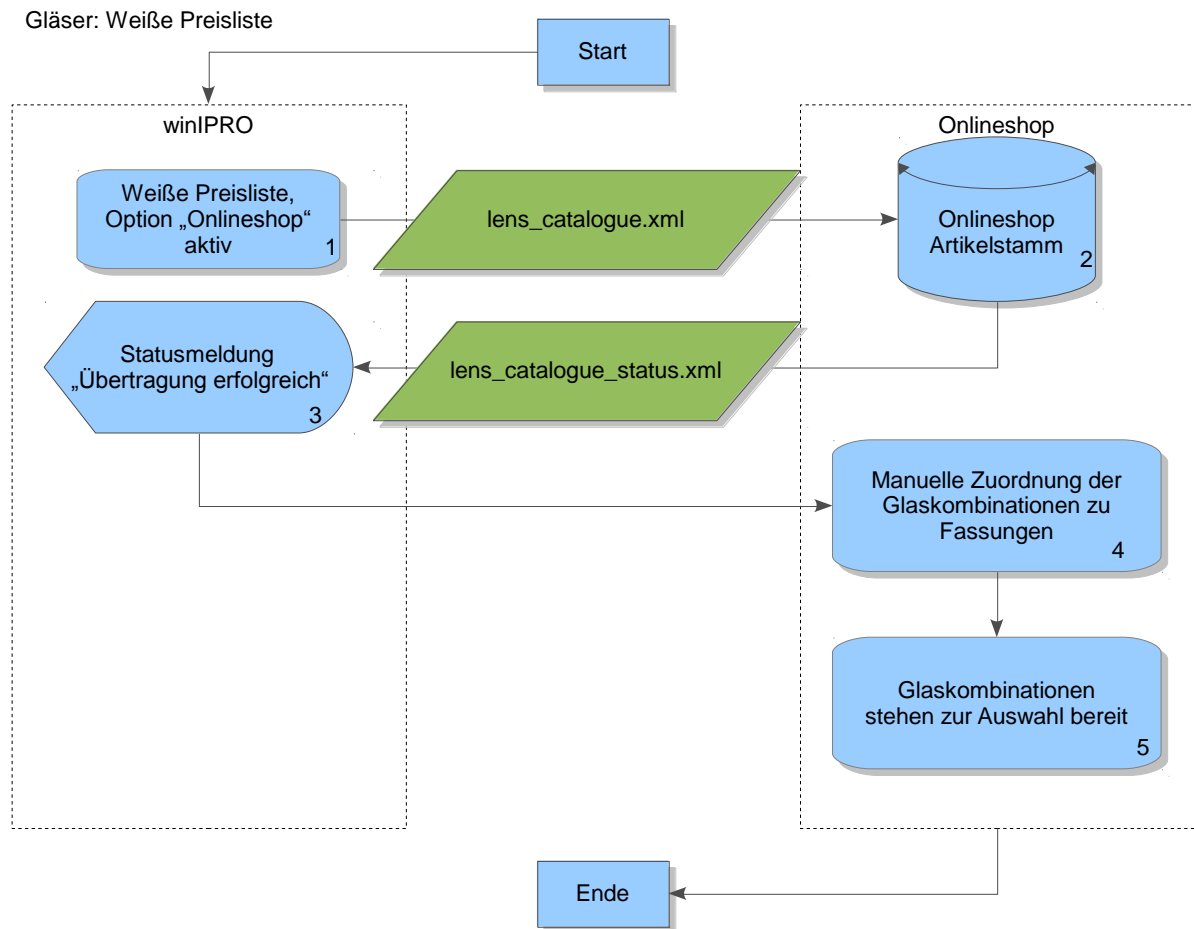 Gläser: Weiße Preisliste
Start
winIPRO
Onlineshop
Weiße Preisliste,
Option „Onlineshop“
aktiv
1
lens_catalogue.xml
Onlineshop
Artikelstamm
2
Statusmeldung
„Übertragung erfolgreich“
3
lens_catalogue_status.xml
Manuelle Zuordnung der
Glaskombinationen zu
Fassungen
4
Glaskombinationen
stehen zur Auswahl bereit
5
Ende